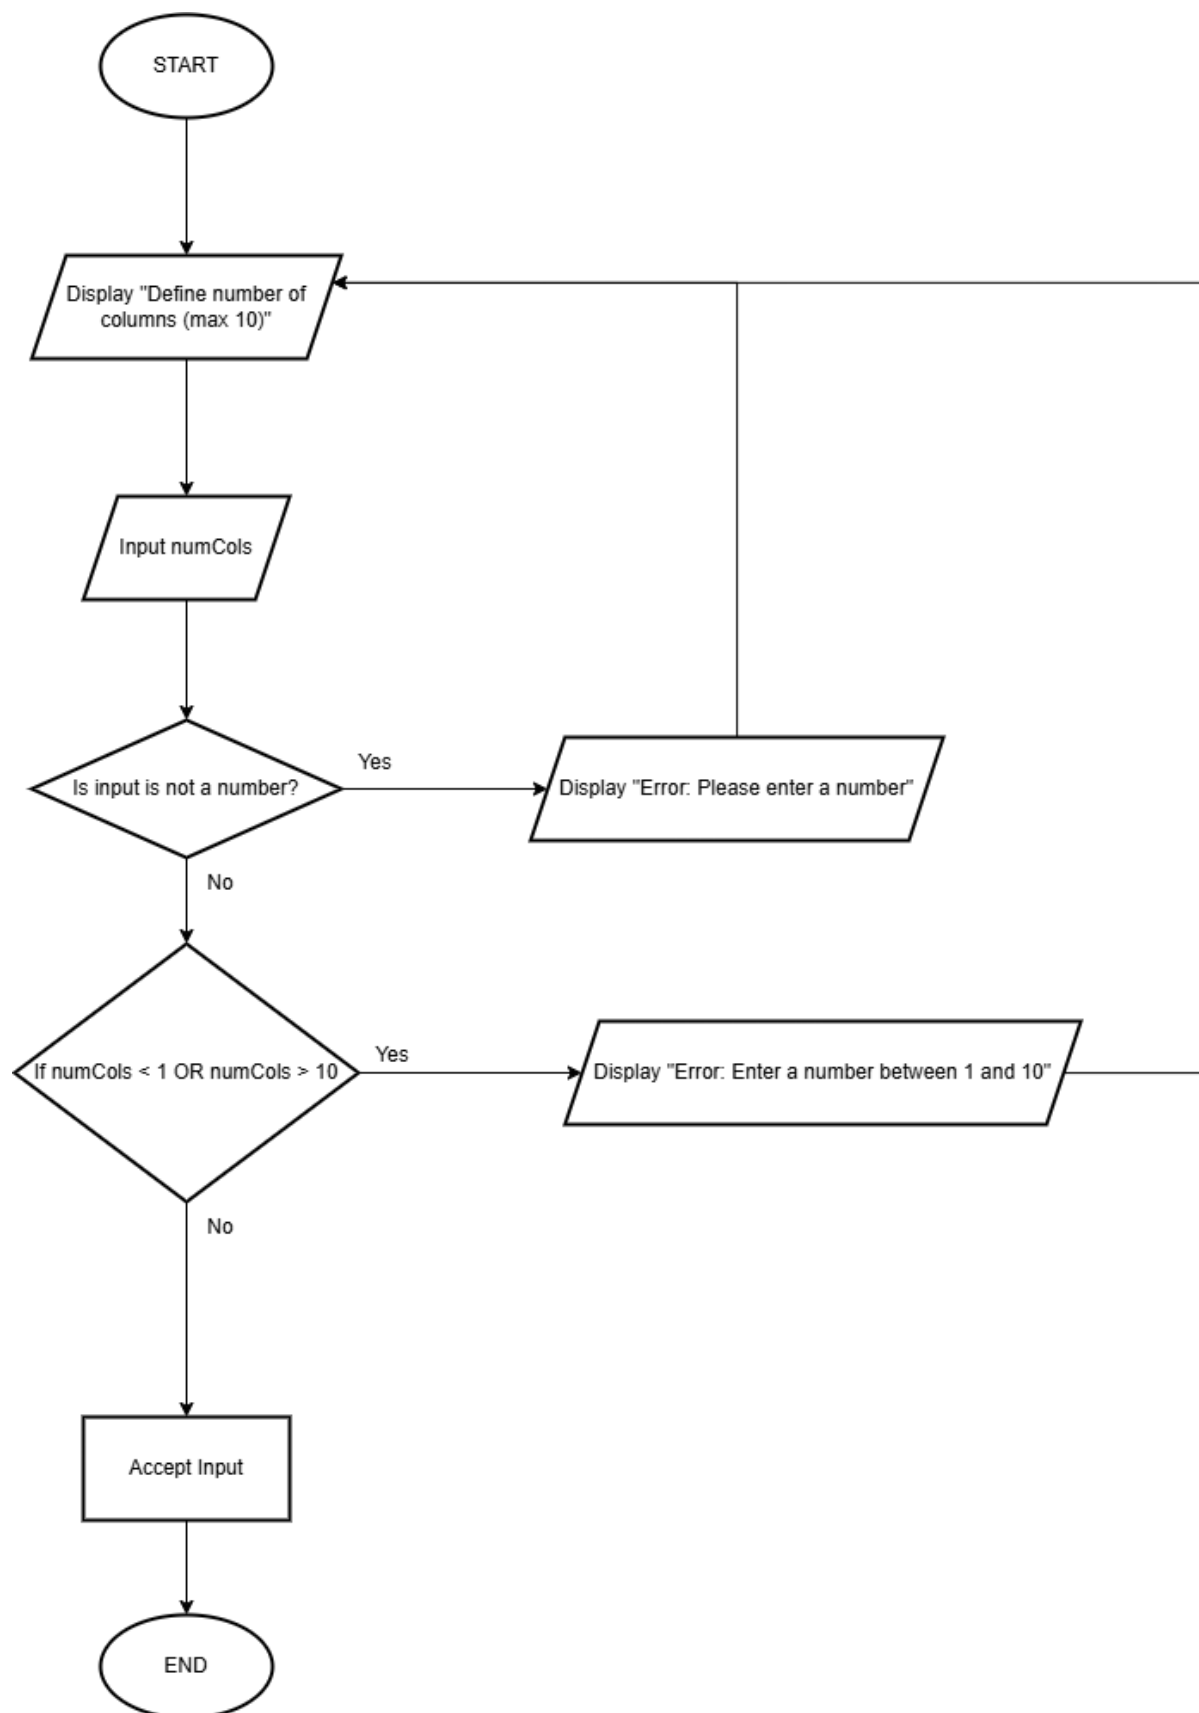 START
Display "Define number of
columns (max 10)"
Input numCols
Is input is not a number?
Yes
Display "Error: Please enter a number"
No
If numCols < 1 OR numCols > 10
Yes
Display "Error: Enter a number between 1 and 10"
No
Accept Input
END